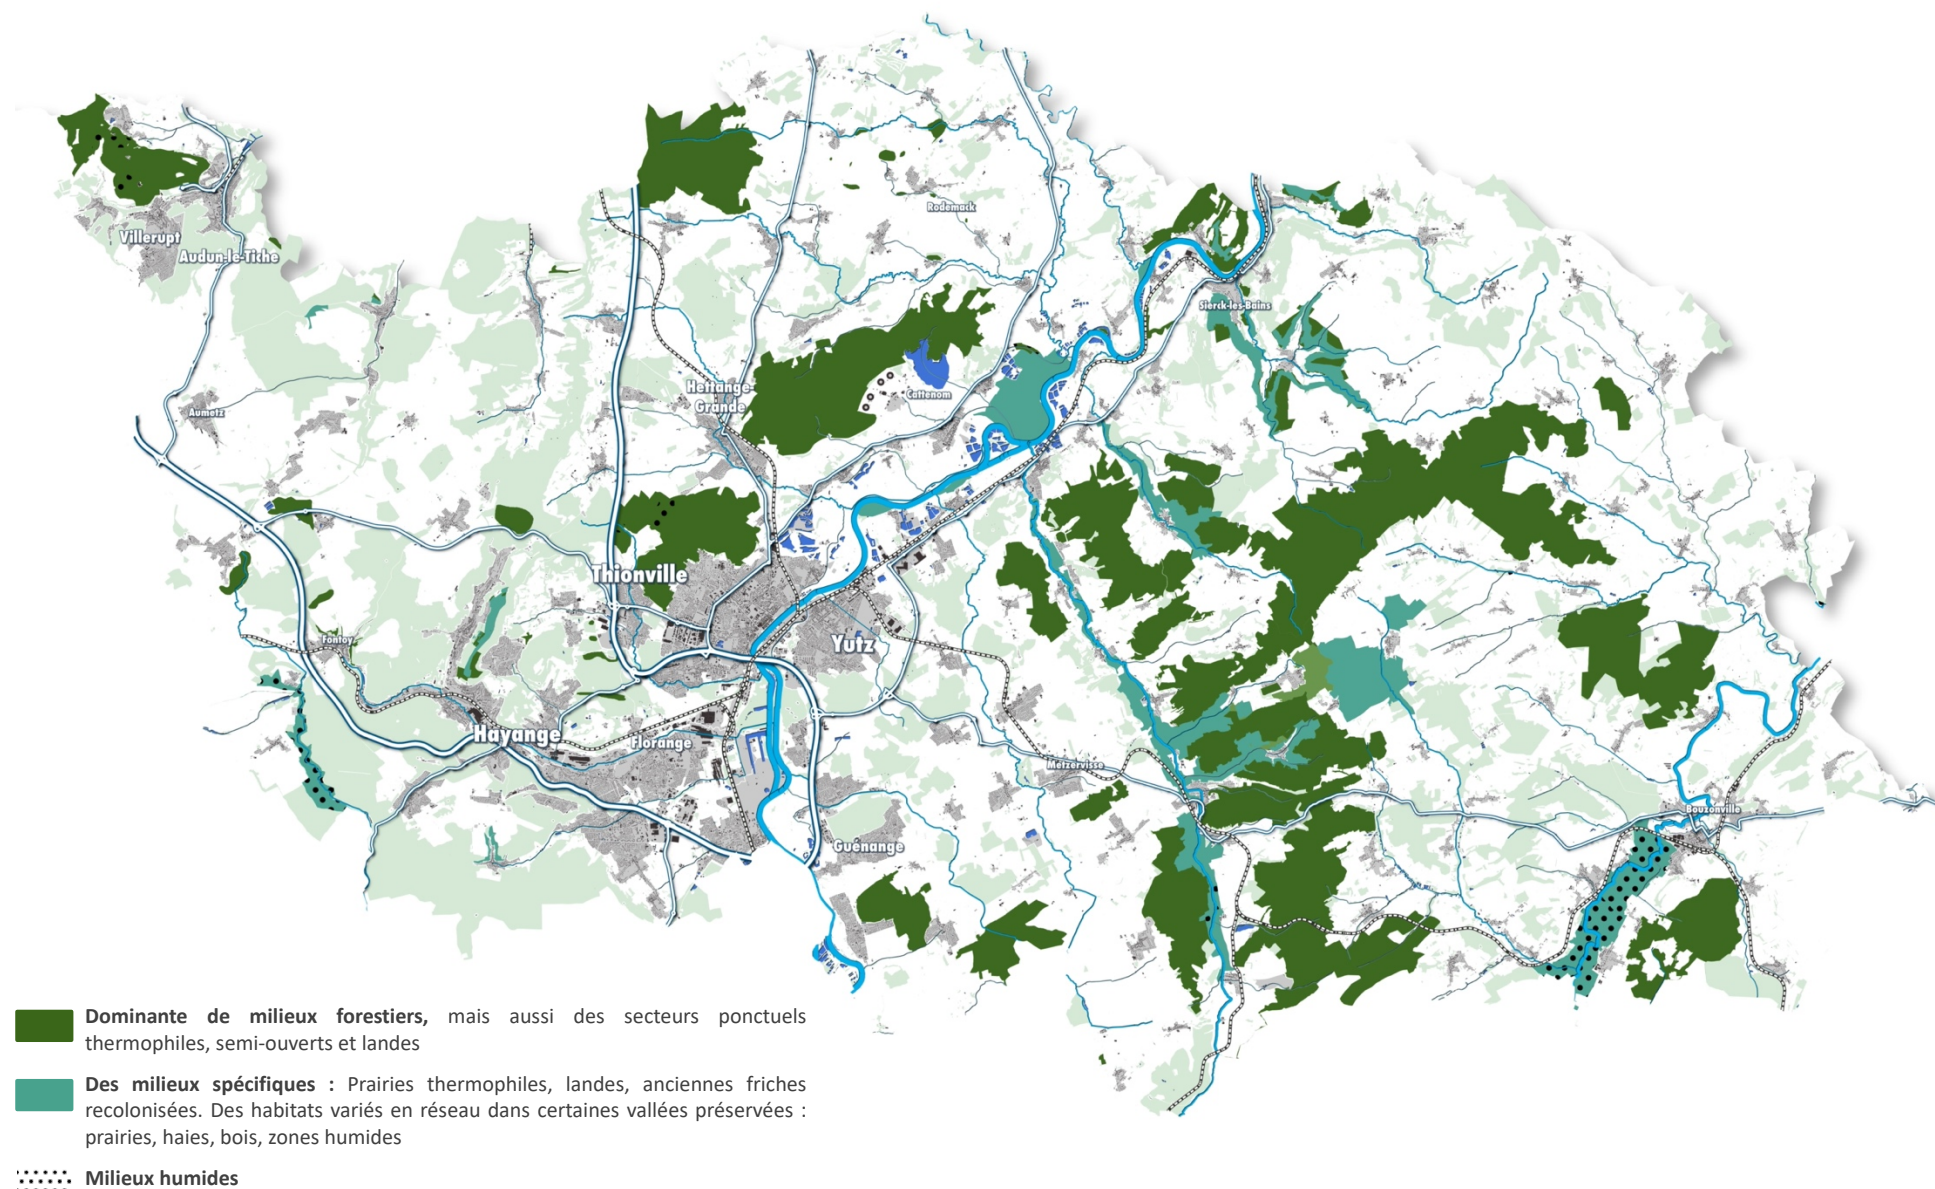 Rodemack
Villerupt
Audun-le-Tiche
Sierck-les-Bains
Hettange-
Grande
Cattenom
Aumetz
Thionville
Fontoy
Yutz
Hayange
Florange
Metzervisse
Bouzonville
Guénange
Dominante de milieux forestiers, mais aussi des secteurs ponctuels
thermophiles, semi-ouverts et landes
Des milieux spécifiques : Prairies thermophiles, landes, anciennes friches
recolonisées. Des habitats variés en réseau dans certaines vallées préservées :
prairies, haies, bois, zones humides
Milieux humides